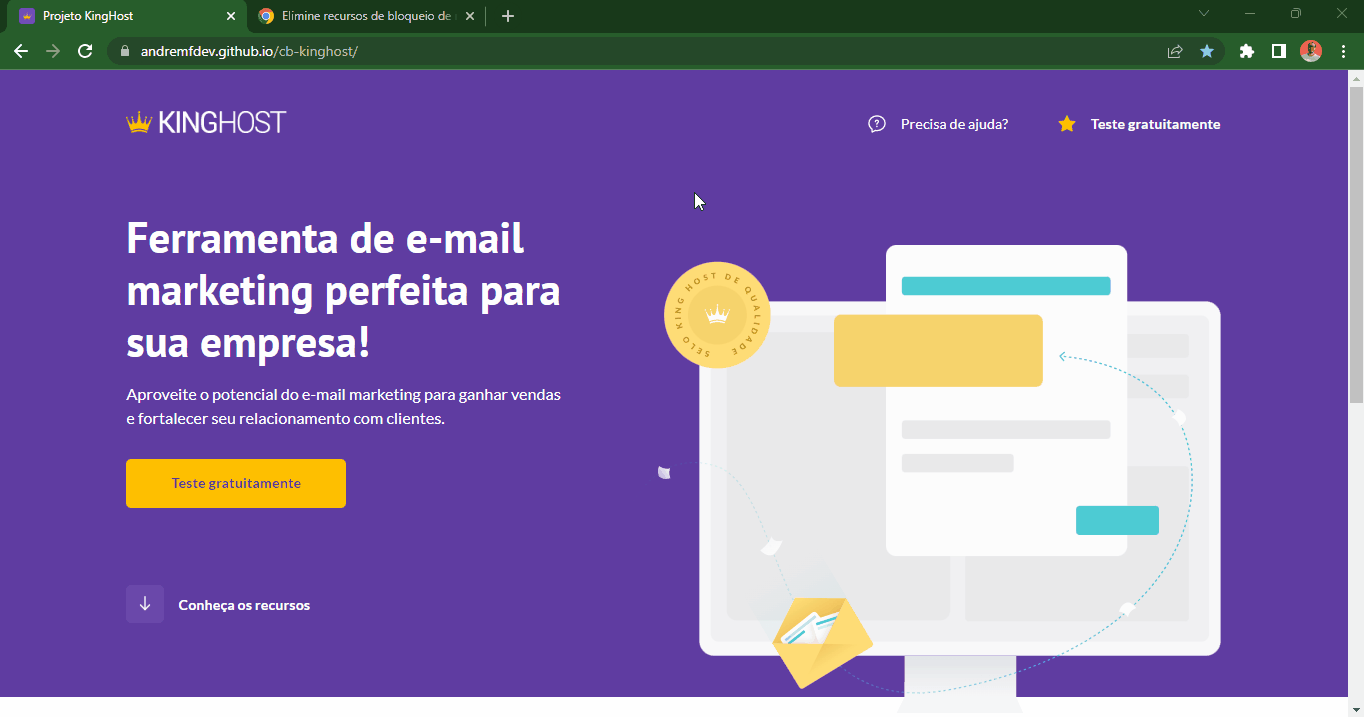 Projeto KingHost
Elimine recursos de bloqueio de
andremfdev.github.io/cb-kinghost/
KINGHOST
Precisa de ajuda?
Teste gratuitamente
Ferramenta de e-mail
marketing perfeita para
sua empresa!
Aproveite o potencial do e-mail marketing para ganhar vendas
e fortalecer seu relacionamento com clientes.
Teste gratuitamente
Conheça os recursos
SELO KING HOST DE QUALIDADE